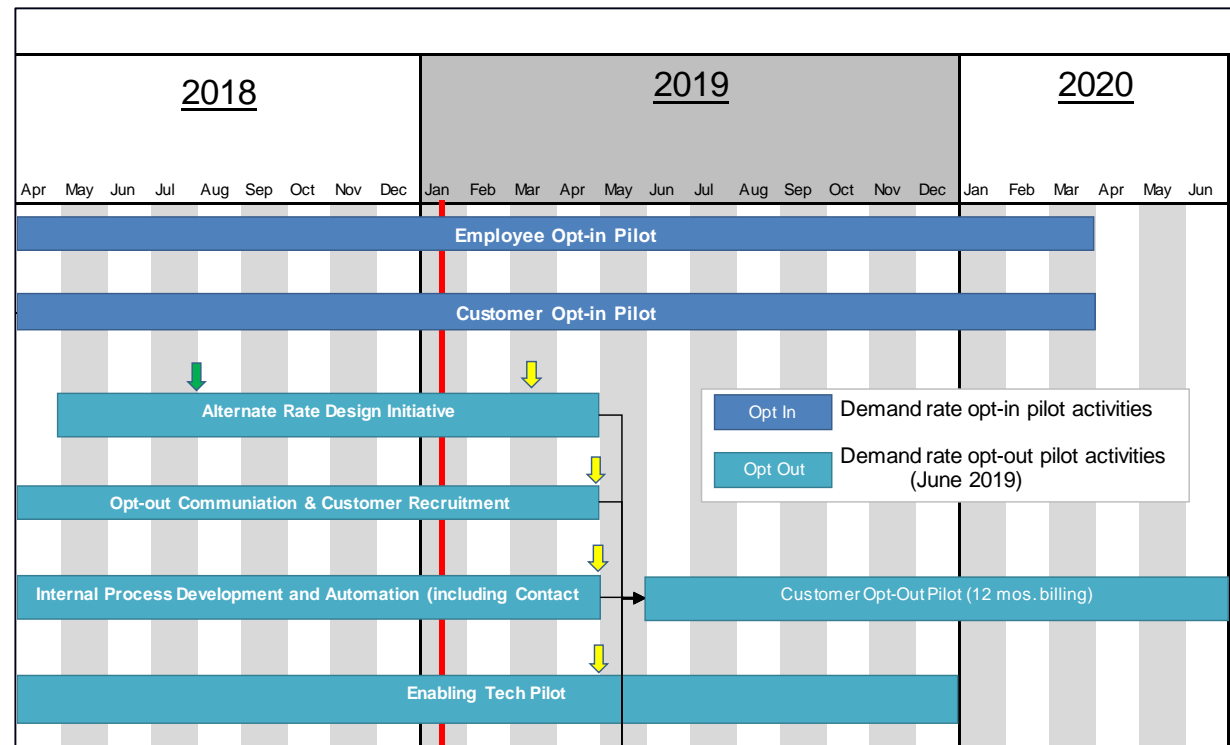 2018 2019 2020
Apr May Jun Jul Aug Sep Oct Nov Dec Jan Feb Mar Apr May Jun Jul Aug Sep Oct Nov Dec Jan Feb Mar Apr May Jun
Employee Opt-in Pilot
Customer Opt-in Pilot
Alternate Rate Design Initiative
Opt In Demand rate opt-in pilot activities
Opt Out Demand rate opt-out pilot activities
(June 2019)
Opt-out Communiation & Customer Recruitment
Internal Process Development and Automation (including Contact
Customer Opt-Out Pilot (12 mos. billing)
Enabling Tech Pilot